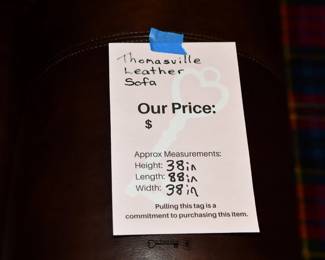 Thomasville
Leather
Sofa
Our Price:
$
Approx Measurements:
Height: 38in
Length: 88in
Width: 38in
Pulling this tag is a
commitment to purchasing this item.